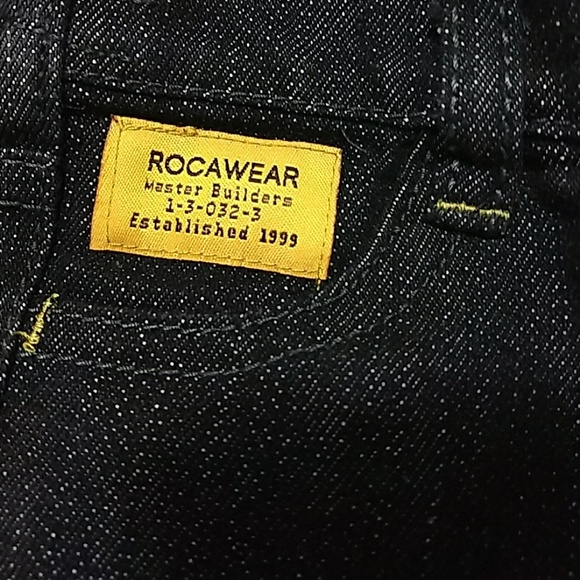 ROCAWEAR
Master Builders
1-3-032-3
Established 1999